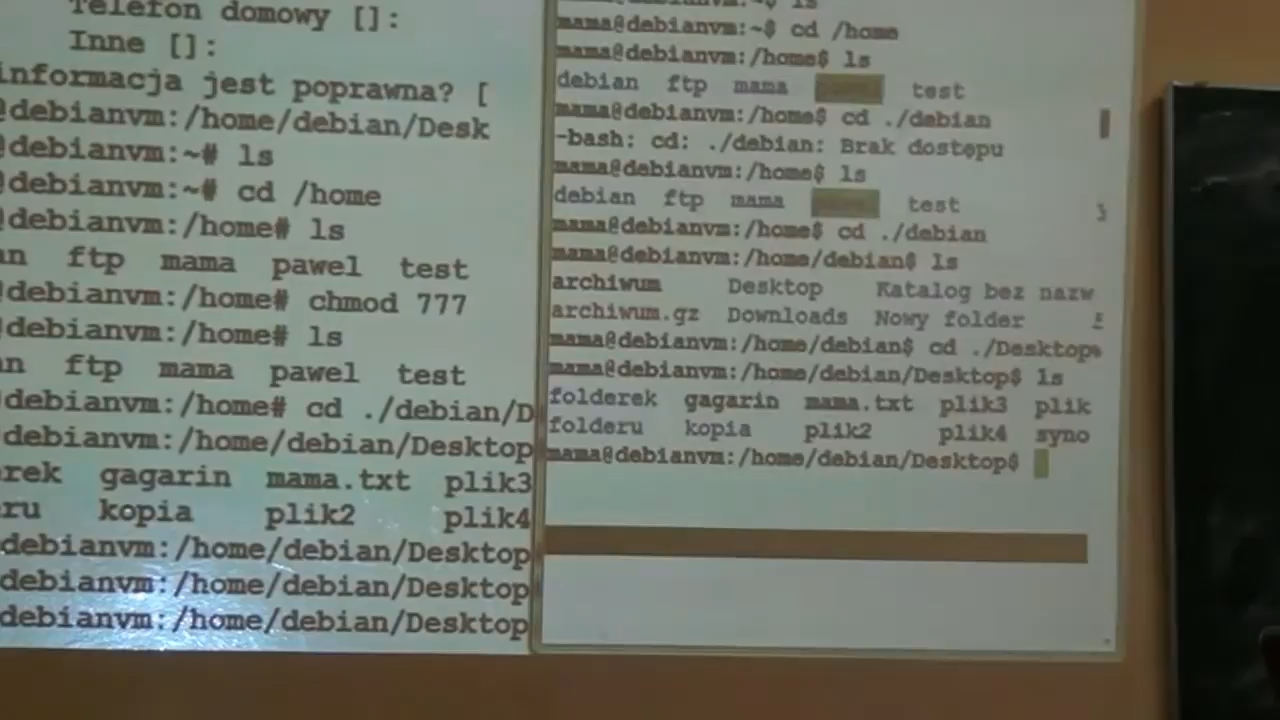 Telefon domowy []:
Inne []:
informacja jest poprawna? [
@debianvm:/home/debian/Desk
@debianvm:~# ls
@debianvm:~# cd /home
@debianvm:/home# ls
an ftp mama pawel test
@debianvm:/home# chmod 777
@debianvm:/home# ls
an ftp mama pawel test
@debianvm:/home# cd ./debian/D
@debianvm:/home/debian/Desktop
erek gagarin mama.txt plik3
eru kopia plik2 plik4
debianvm:/home/debian/Desktop
debianvm:/home/debian/Desktop
debianvm:/home/debian/Desktop
mama@debianvm:~$ ls
mama@debianvm:~$ cd /home
mama@debianvm:/home$ ls
debian ftp mama test
mama@debianvm:/home$ cd ./debian
-bash: cd: ./debian: Brak dostępu
mama@debianvm:/home$ ls
debian ftp mama test
mama@debianvm:/home$ cd ./debian
mama@debianvm:/home/debian$ ls
archiwum Desktop Katalog bez nazw
archiwum.gz Downloads Nowy folder
mama@debianvm:/home/debian$ cd ./Desktop
mama@debianvm:/home/debian/Desktop$ ls
folderek gagarin mama.txt plik3 plik
folderu kopia plik2 plik4 syno
mama@debianvm:/home/debian/Desktop$